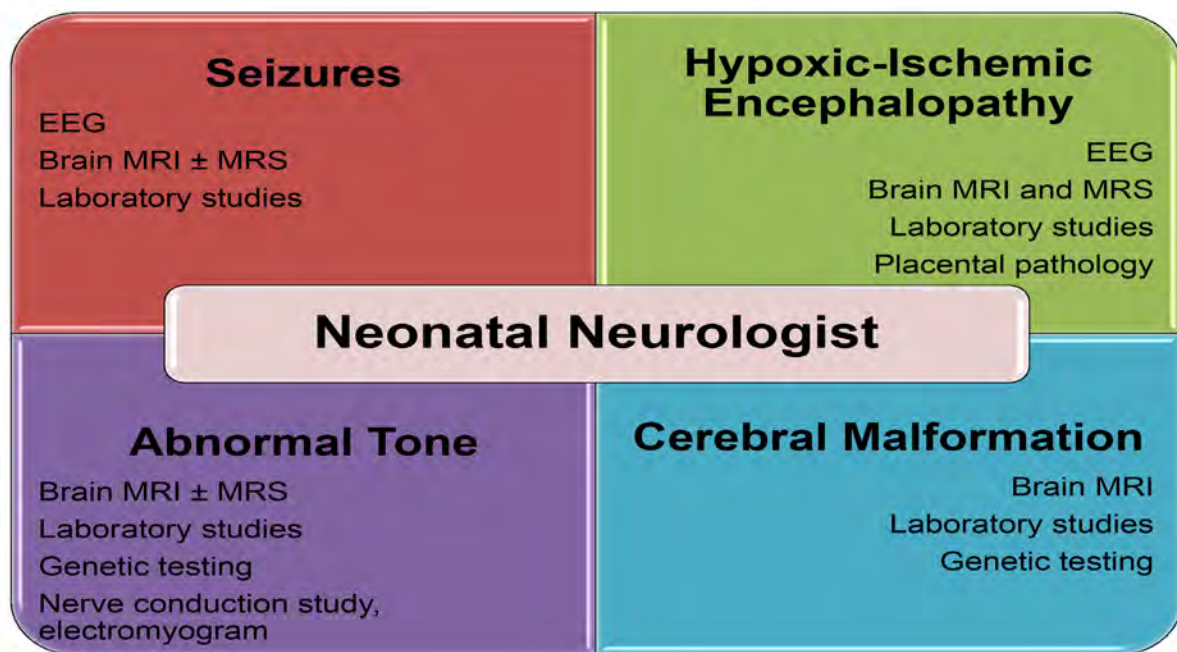 Seizures
EEG
Brain MRI ± MRS
Laboratory studies
Hypoxic-Ischemic
Encephalopathy
EEG
Brain MRI and MRS
Laboratory studies
Placental pathology
Neonatal Neurologist
Abnormal Tone
Brain MRI ± MRS
Laboratory studies
Genetic testing
Nerve conduction study,
electromyogram
Cerebral Malformation
Brain MRI
Laboratory studies
Genetic testing